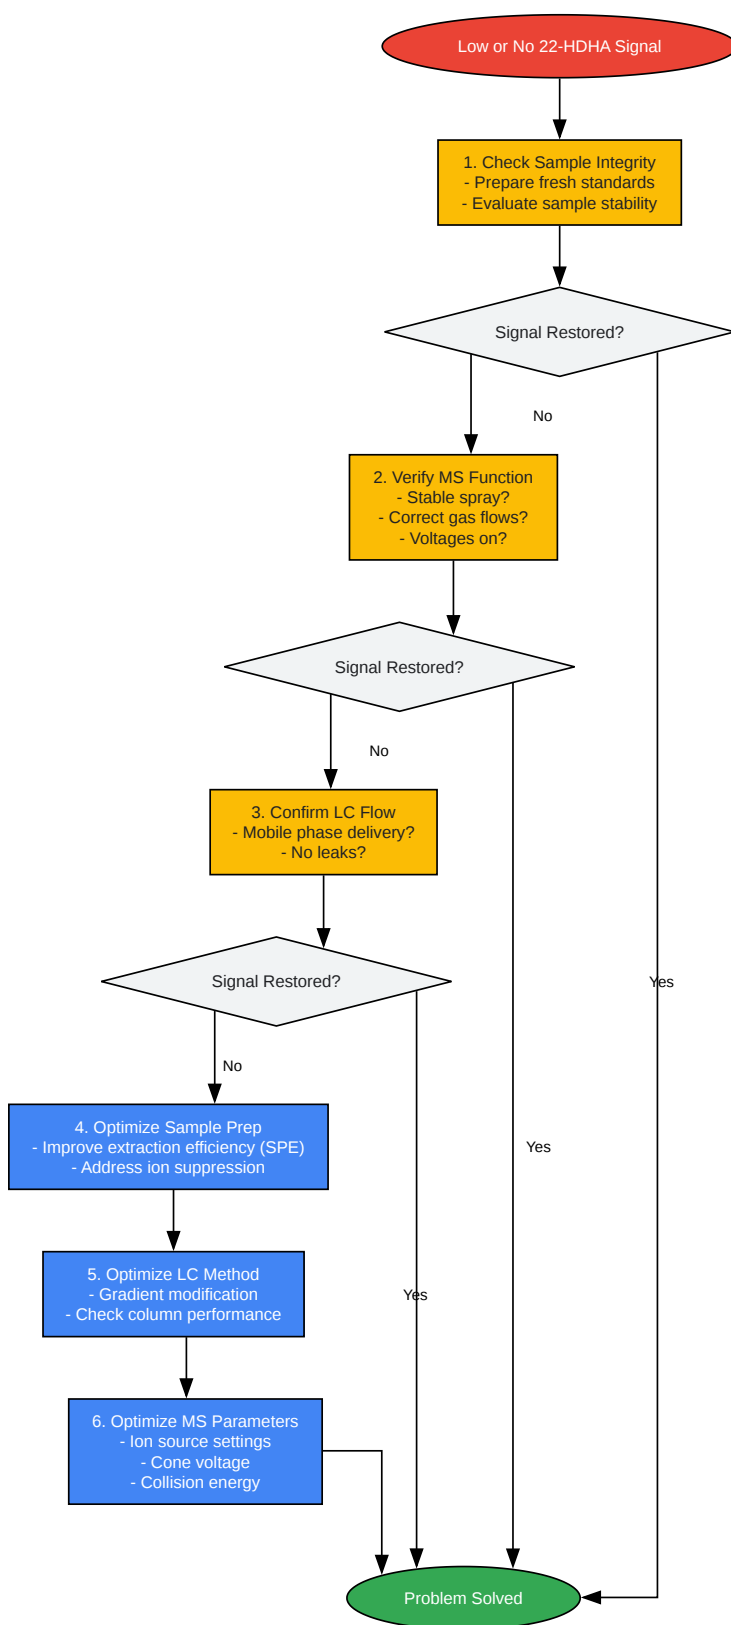 Low or No 22-HDHA Signal
1. Check Sample Integrity
- Prepare fresh standards
- Evaluate sample stability
Signal Restored?
No
2. Verify MS Function
- Stable spray?
- Correct gas flows?
- Voltages on?
Signal Restored?
No
3. Confirm LC Flow
- Mobile phase delivery?
- No leaks?
Signal Restored?
Yes
No
4. Optimize Sample Prep
- Improve extraction efficiency (SPE)
- Address ion suppression
Yes
5. Optimize LC Method
- Gradient modification
- Check column performance
Yes
6. Optimize MS Parameters
- Ion source settings
- Cone voltage
- Collision energy
Problem Solved